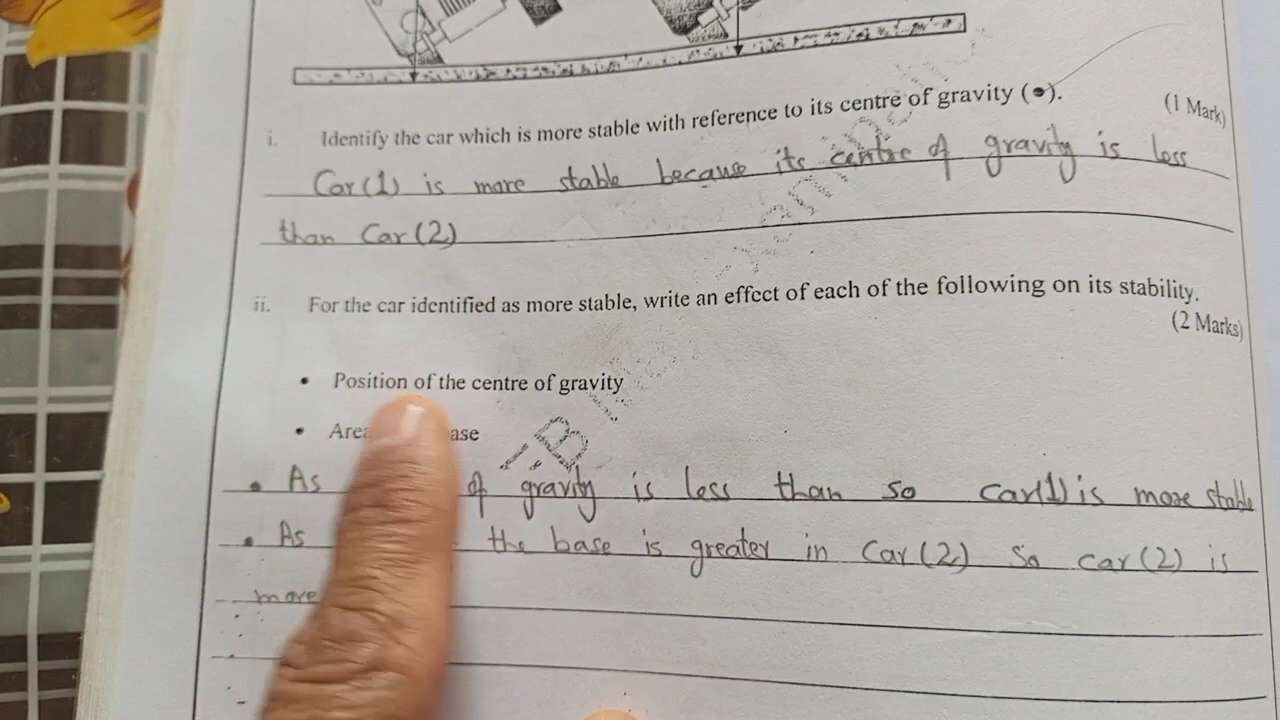 i. Identify the car which is more stable with reference to its centre of gravity (●).
(1 Mark)
Car(1) is more stable because its centre of gravity is less
than Car (2)
ii. For the car identified as more stable, write an effect of each of the following on its stability.
(2 Marks)
• Position of the centre of gravity
• Area ase
• As of gravity is less than so car(1) is more stable
• As the base is greater in Car (2) So car (2) is
more